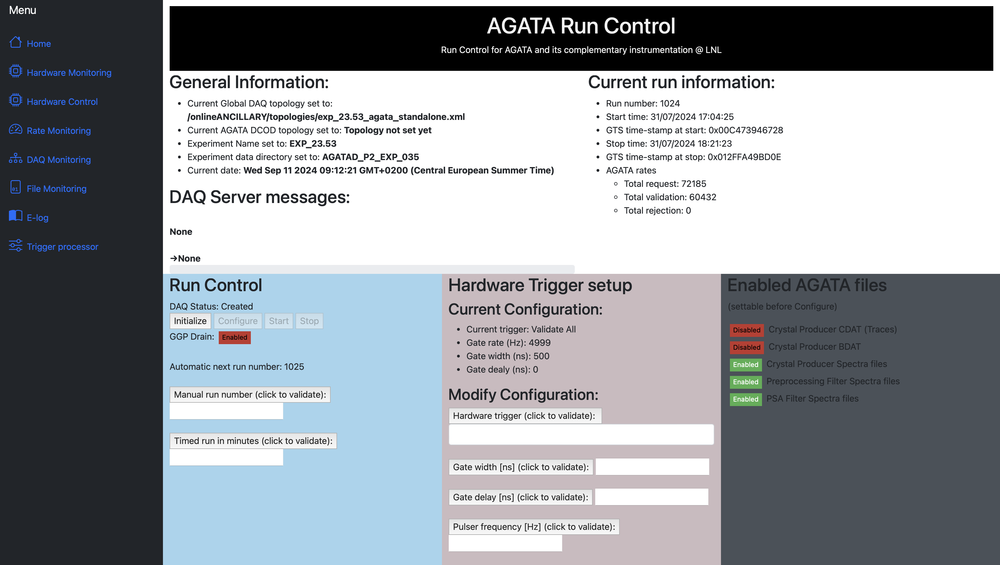 Menu
Home
Hardware Monitoring
Hardware Control
Rate Monitoring
DAQ Monitoring
01
File Monitoring
E-log
Trigger processor
AGATA Run Control
Run Control for AGATA and its complementary instrumentation @ LNL
General Information:
• Current Global DAQ topology set to:
/onlineANCILLARY/topologies/exp_23.53_agata_standalone.xml
• Current AGATA DCOD topology set to: Topology not set yet
• Experiment Name set to: EXP_23.53
• Experiment data directory set to: AGATAD_P2_EXP_035
• Current date: Wed Sep 11 2024 09:12:21 GMT+0200 (Central European Summer Time)
DAQ Server messages:
None
→None
Current run information:
• Run number: 1024
• Start time: 31/07/2024 17:04:25
• GTS time-stamp at start: 0x00C473946728
• Stop time: 31/07/2024 18:21:23
• GTS time-stamp at stop: 0x012FFA49BD0E
• AGATA rates
◦ Total request: 72185
◦ Total validation: 60432
◦ Total rejection: 0
Run Control
DAQ Status: Created
Initialize Configure Start Stop
GGP Drain: Enabled
Automatic next run number: 1025
Manual run number (click to validate):
Timed run in minutes (click to validate):
Hardware Trigger setup
Current Configuration:
• Current trigger: Validate All
• Gate rate (Hz): 4999
• Gate width (ns): 500
• Gate dealy (ns): 0
Modify Configuration:
Hardware trigger (click to validate):
Gate width [ns] (click to validate):
Gate delay [ns] (click to validate):
Pulser frequency [Hz] (click to validate):
Enabled AGATA files
(settable before Configure)
Disabled Crystal Producer CDAT (Traces)
Disabled Crystal Producer BDAT
Enabled Crystal Producer Spectra files
Enabled Preprocessing Filter Spectra files
Enabled PSA Filter Spectra files